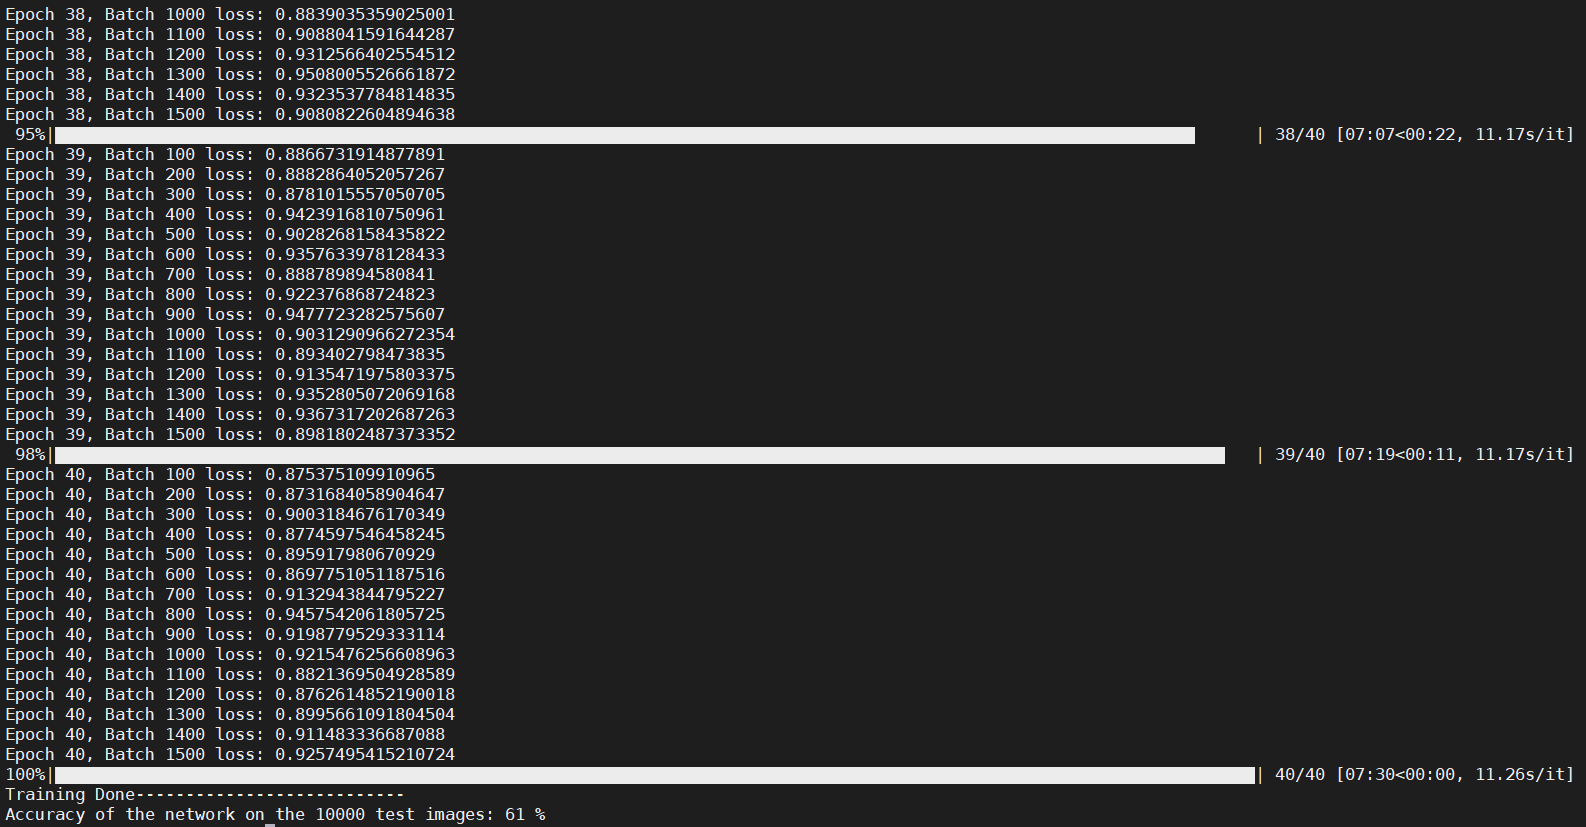 Epoch 38, Batch 1000 loss: 0.8839035359025001
Epoch 38, Batch 1100 loss: 0.9088041591644287
Epoch 38, Batch 1200 loss: 0.9312566402554512
Epoch 38, Batch 1300 loss: 0.9508005526661872
Epoch 38, Batch 1400 loss: 0.9323537784814835
Epoch 38, Batch 1500 loss: 0.9080822604894638
95%| | 38/40 [07:07<00:22, 11.17s/it]
Epoch 39, Batch 100 loss: 0.8866731914877891
Epoch 39, Batch 200 loss: 0.8882864052057267
Epoch 39, Batch 300 loss: 0.8781015557050705
Epoch 39, Batch 400 loss: 0.9423916810750961
Epoch 39, Batch 500 loss: 0.9028268158435822
Epoch 39, Batch 600 loss: 0.9357633978128433
Epoch 39, Batch 700 loss: 0.888789894580841
Epoch 39, Batch 800 loss: 0.922376868724823
Epoch 39, Batch 900 loss: 0.9477723282575607
Epoch 39, Batch 1000 loss: 0.9031290966272354
Epoch 39, Batch 1100 loss: 0.893402798473835
Epoch 39, Batch 1200 loss: 0.9135471975803375
Epoch 39, Batch 1300 loss: 0.9352805072069168
Epoch 39, Batch 1400 loss: 0.9367317202687263
Epoch 39, Batch 1500 loss: 0.8981802487373352
98%| | 39/40 [07:19<00:11, 11.17s/it]
Epoch 40, Batch 100 loss: 0.875375109910965
Epoch 40, Batch 200 loss: 0.8731684058904647
Epoch 40, Batch 300 loss: 0.9003184676170349
Epoch 40, Batch 400 loss: 0.8774597546458245
Epoch 40, Batch 500 loss: 0.895917980670929
Epoch 40, Batch 600 loss: 0.8697751051187516
Epoch 40, Batch 700 loss: 0.9132943844795227
Epoch 40, Batch 800 loss: 0.9457542061805725
Epoch 40, Batch 900 loss: 0.9198779529333114
Epoch 40, Batch 1000 loss: 0.9215476256608963
Epoch 40, Batch 1100 loss: 0.8821369504928589
Epoch 40, Batch 1200 loss: 0.8762614852190018
Epoch 40, Batch 1300 loss: 0.8995661091804504
Epoch 40, Batch 1400 loss: 0.911483336687088
Epoch 40, Batch 1500 loss: 0.9257495415210724
100%| | 40/40 [07:30<00:00, 11.26s/it]
Training Done---------------------------
Accuracy of the network on the 10000 test images: 61 %